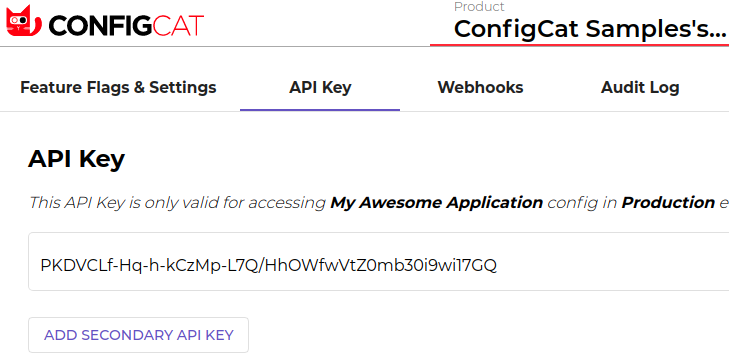 CONFIGCAT
Product
ConfigCat Samples's...
Feature Flags & Settings
API Key
Webhooks
Audit Log
API Key
This API Key is only valid for accessing My Awesome Application config in Production e
PKDVCLf-Hq-h-kCzMp-L7Q/HhOWfwVtZ0mb30i9wi17GQ
ADD SECONDARY API KEY